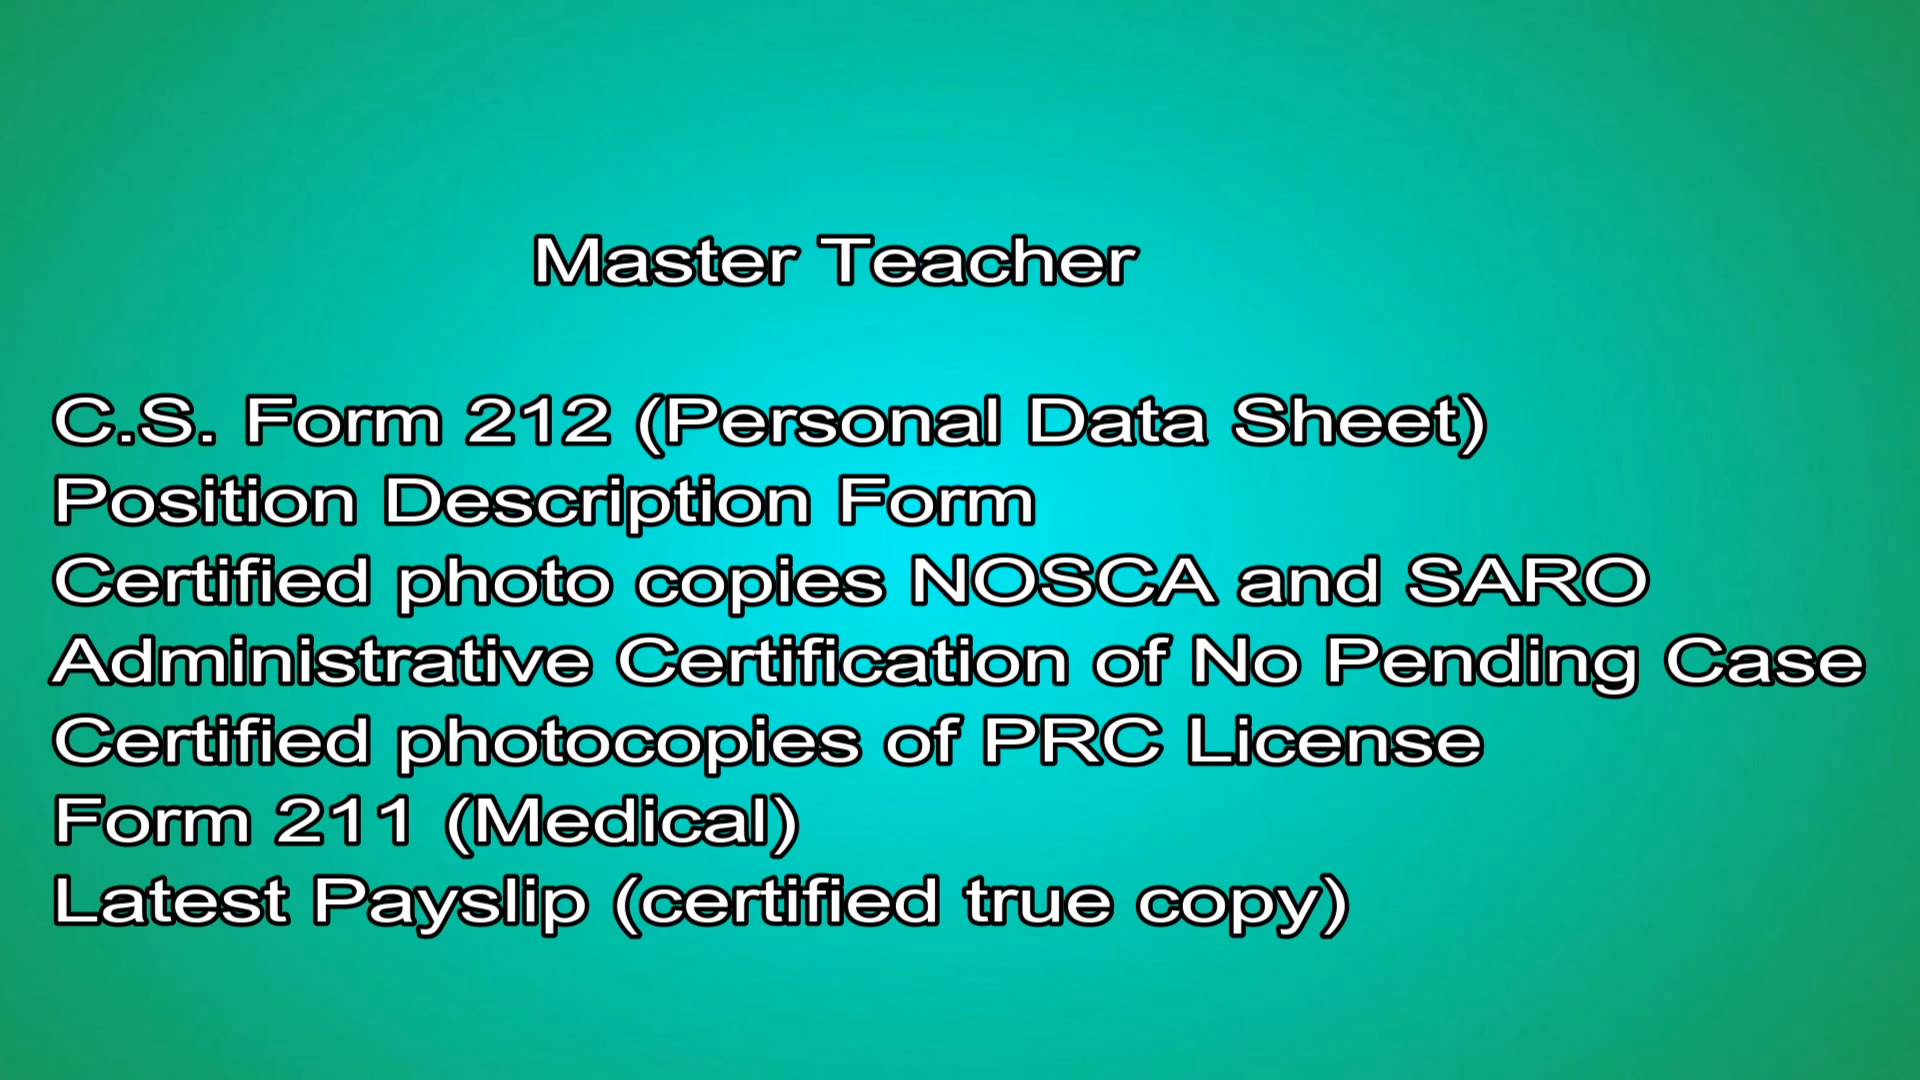 Master Teacher
C.S. Form 212 (Personal Data Sheet)
Position Description Form
Certified photo copies NOSCA and SARO
Administrative Certification of No Pending Case
Certified photocopies of PRC License
Form 211 (Medical)
Latest Payslip (certified true copy)